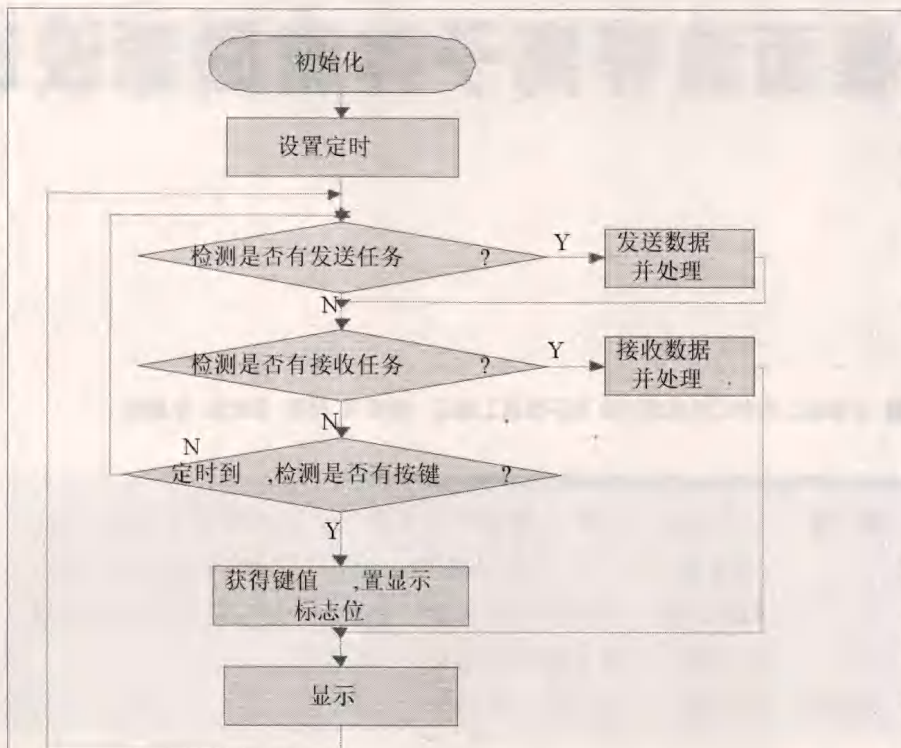 初始化
设置定时
检测是否有发送任务 ?
Y
发送数据
并处理
N
检测是否有接收任务 ?
Y
接收数据
并处理
N
N
定时到 ,检测是否有按键 ?
Y
获得键值 ,置显示
标志位
显示